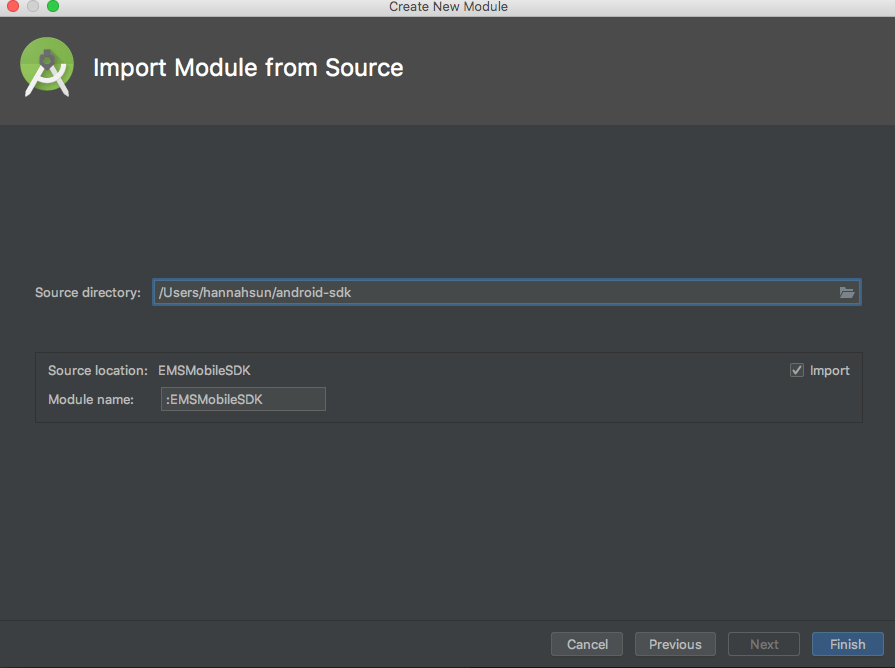 Create New Module
Import Module from Source
Source directory: /Users/hannahsun/android-sdk
Source location: EMSMobileSDK Import
Module name: :EMSMobileSDK
Cancel Previous Next Finish